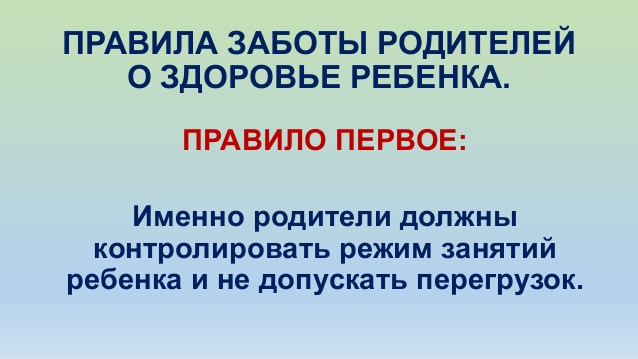 ПРАВИЛА ЗАБОТЫ РОДИТЕЛЕЙ
О ЗДОРОВЬЕ РЕБЕНКА.
ПРАВИЛО ПЕРВОЕ:
Именно родители должны
контролировать режим занятий
ребенка и не допускать перегрузок.